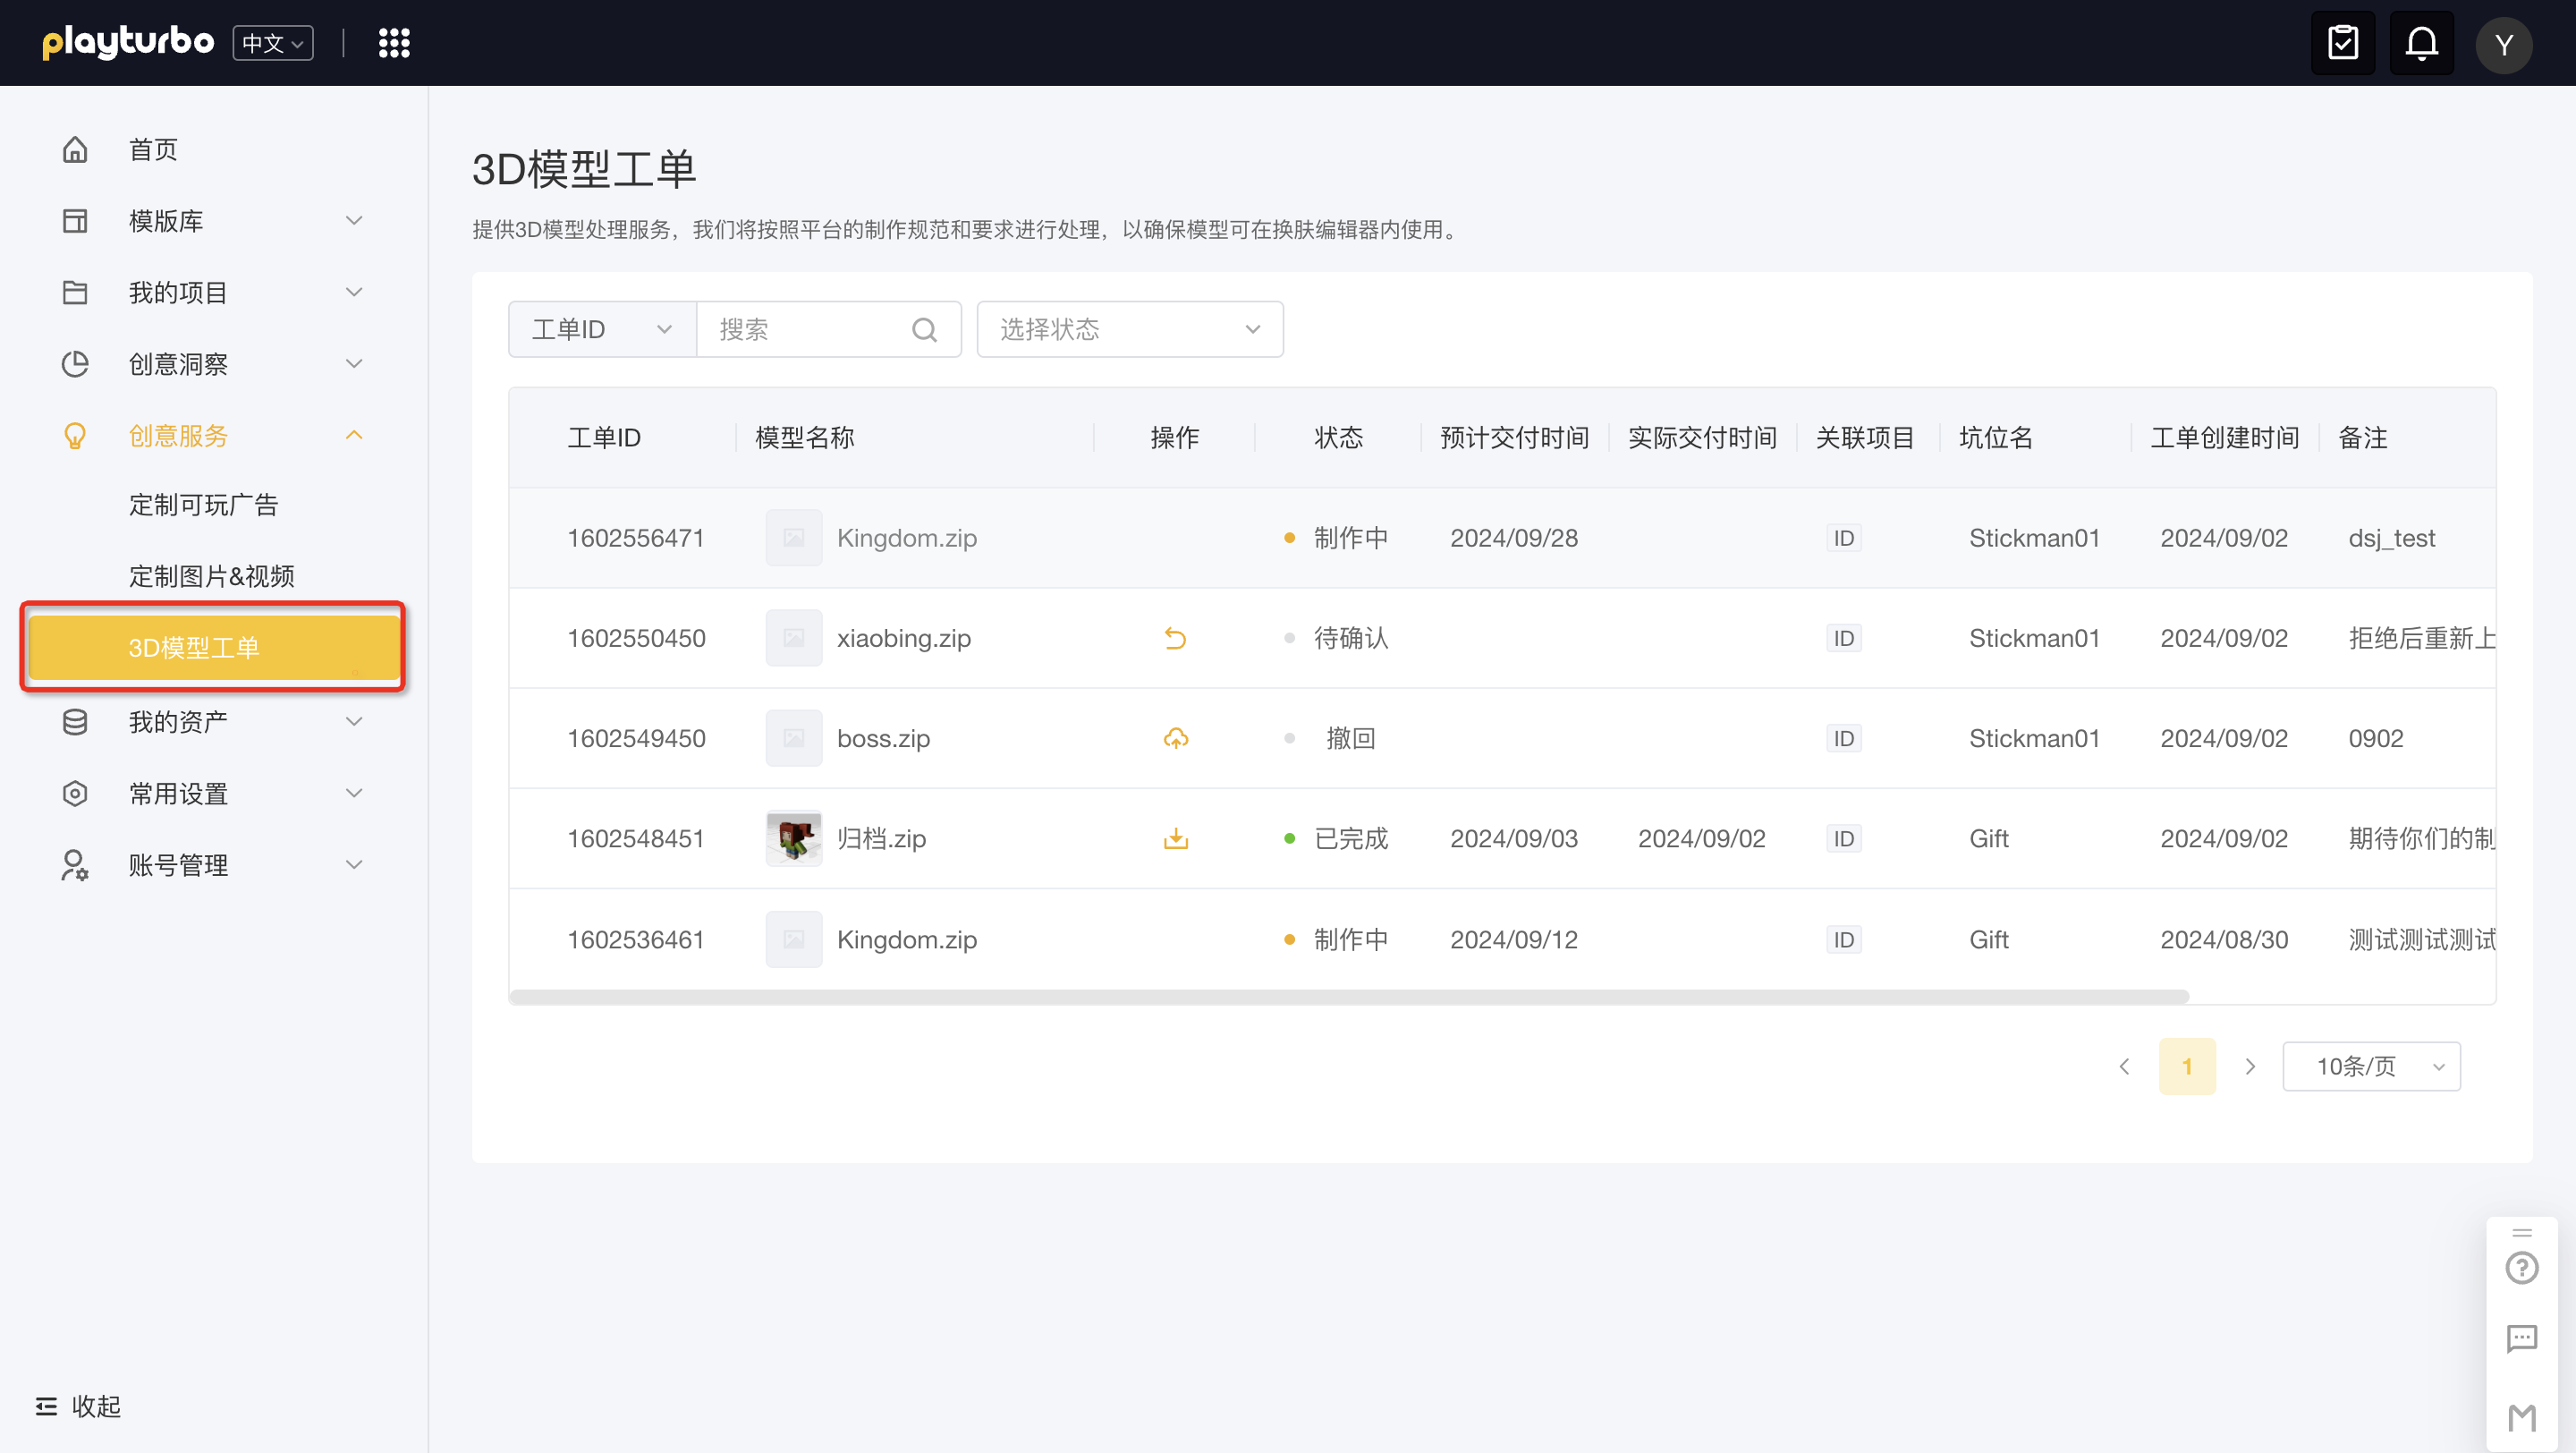 playturbo 中文
Y
首页
模版库
我的项目
创意洞察
创意服务
定制可玩广告
定制图片&视频
3D模型工单
我的资产
常用设置
账号管理
收起
3D模型工单
提供3D模型处理服务，我们将按照平台的制作规范和要求进行处理，以确保模型可在换肤编辑器内使用。
工单ID 搜索 选择状态
工单ID 模型名称 操作 状态 预计交付时间 实际交付时间 关联项目 坑位名 工单创建时间 备注
1602556471 Kingdom.zip 制作中 2024/09/28 ID Stickman01 2024/09/02 dsj_test
1602550450 xiaobing.zip 待确认 ID Stickman01 2024/09/02 拒绝后重新上
1602549450 boss.zip 撤回 ID Stickman01 2024/09/02 0902
1602548451 归档.zip 已完成 2024/09/03 2024/09/02 ID Gift 2024/09/02 期待你们的制
1602536461 Kingdom.zip 制作中 2024/09/12 ID Gift 2024/08/30 测试测试测试
1 10条/页